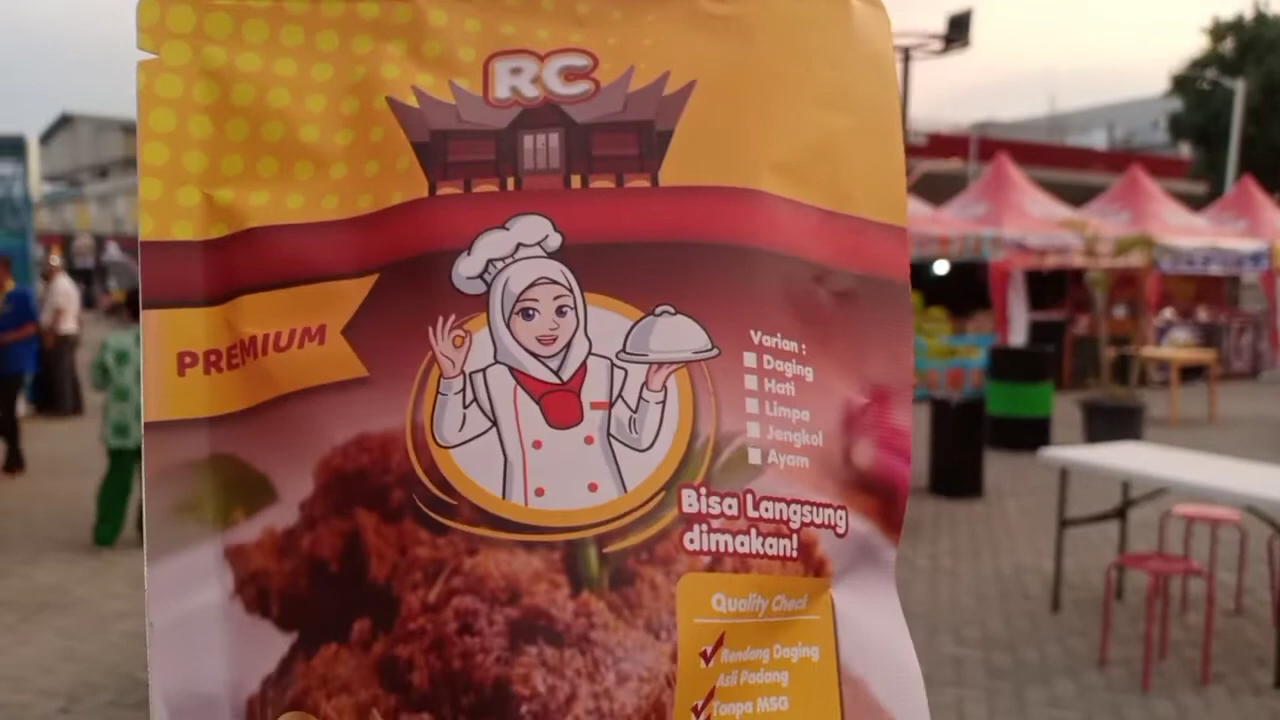 RC
PREMIUM
Varian :
Daging
Hati
Limpa
Jengkol
Ayam
Bisa Langsung
dimakan!
Quality Check
Rendang Daging
Asli Padang
Tanpa MSG